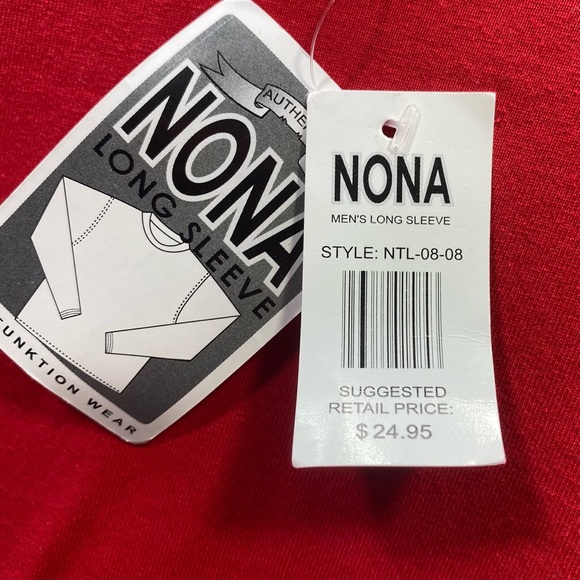 AUTHE
NONA
LONG SLEEVE
FUNKTION WEAR
NONA
MEN'S LONG SLEEVE
STYLE: NTL-08-08
SUGGESTED
RETAIL PRICE:
$24.95